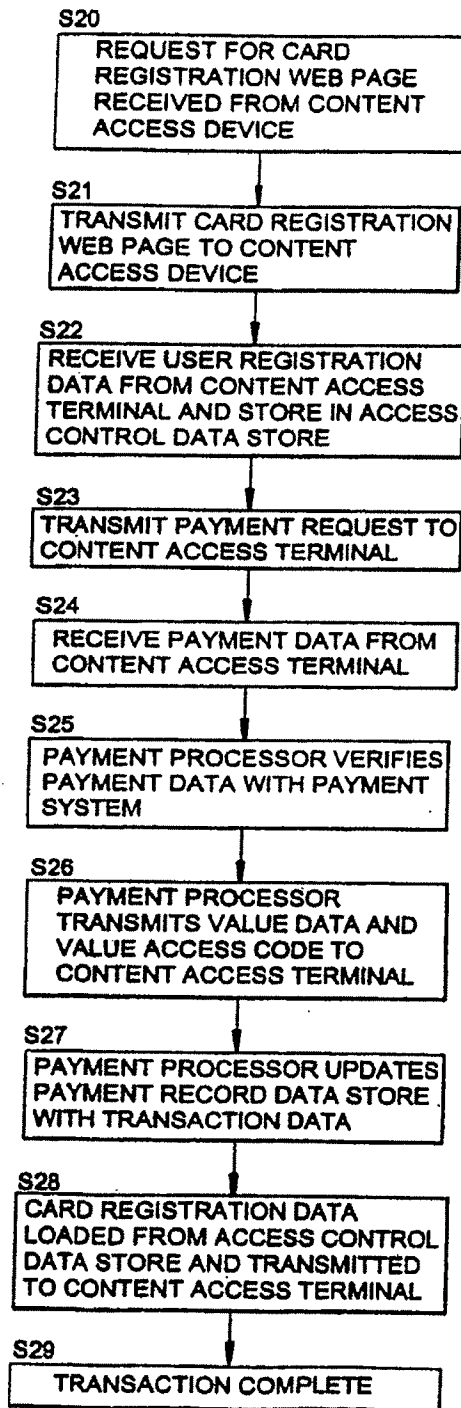 S20
REQUEST FOR CARD
REGISTRATION WEB PAGE
RECEIVED FROM CONTENT
ACCESS DEVICE
S21
TRANSMIT CARD REGISTRATION
WEB PAGE TO CONTENT
ACCESS DEVICE
S22
RECEIVE USER REGISTRATION
DATA FROM CONTENT ACCESS
TERMINAL AND STORE IN ACCESS
CONTROL DATA STORE
S23
TRANSMIT PAYMENT REQUEST TO
CONTENT ACCESS TERMINAL
S24
RECEIVE PAYMENT DATA FROM
CONTENT ACCESS TERMINAL
S25
PAYMENT PROCESSOR VERIFIES
PAYMENT DATA WITH PAYMENT
SYSTEM
S26
PAYMENT PROCESSOR
TRANSMITS VALUE DATA AND
VALUE ACCESS CODE TO
CONTENT ACCESS TERMINAL
S27
PAYMENT PROCESSOR UPDATES
PAYMENT RECORD DATA STORE
WITH TRANSACTION DATA
S28
CARD REGISTRATION DATA
LOADED FROM ACCESS CONTROL
DATA STORE AND TRANSMITTED
TO CONTENT ACCESS TERMINAL
S29
TRANSACTION COMPLETE